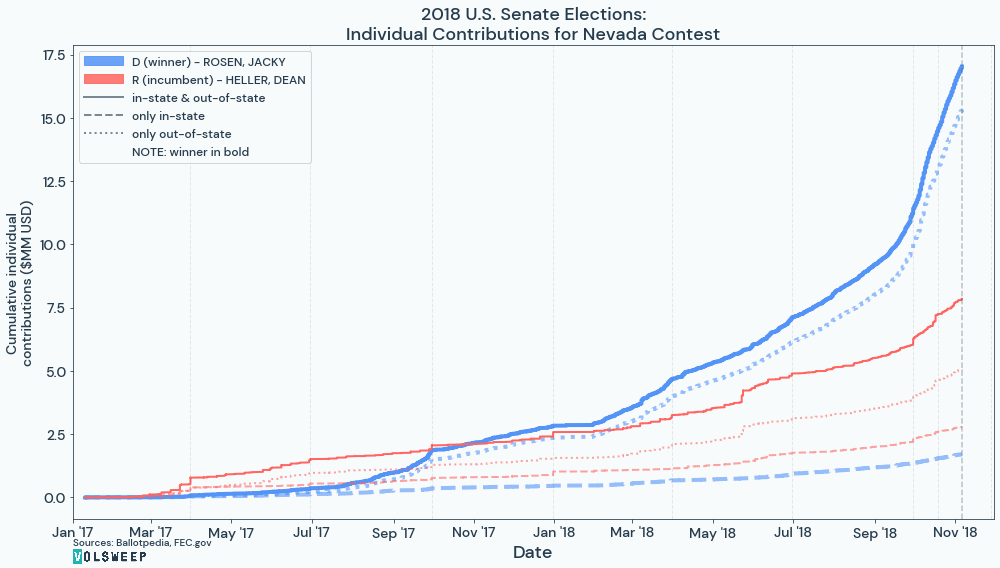 2018 U.S. Senate Elections:
Individual Contributions for Nevada Contest
17.5
15.0
12.5
10.0
7.5
5.0
2.5
0.0
Cumulative individual
contributions ($MM USD)
D (winner) - ROSEN, JACKY
R (incumbent) - HELLER, DEAN
in-state & out-of-state
only in-state
only out-of-state
NOTE: winner in bold
Jan '17 Mar '17 May '17 Jul '17 Sep '17 Nov '17 Jan '18 Mar '18 May '18 Jul '18 Sep '18 Nov '18
Date
Sources: Ballotpedia, FEC.gov
VOLSWEEP